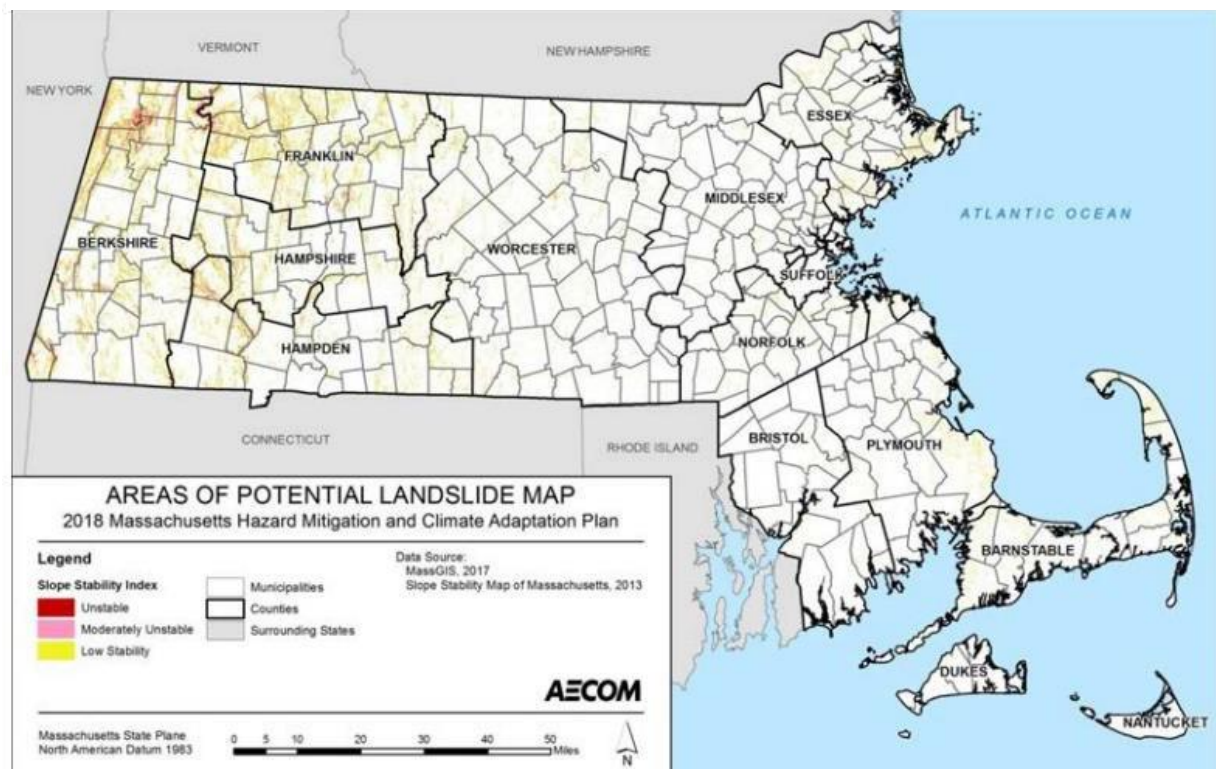 VERMONT
NEW HAMPSHIRE
NEW YORK
ESSEX
FRANKLIN
MIDDLESEX
ATLANTIC OCEAN
BERKSHIRE
WORCESTER
HAMPSHIRE
SUFFOLK
HAMPDEN
NORFOLK
CONNECTICUT
RHODE ISLAND
BRISTOL
PLYMOUTH
BARNSTABLE
DUKES
NANTUCKET
AREAS OF POTENTIAL LANDSLIDE MAP
2018 Massachusetts Hazard Mitigation and Climate Adaptation Plan
Legend
Slope Stability Index
Unstable
Moderately Unstable
Low Stability
Municipalities
Counties
Surrounding States
Data Source:
MassGIS, 2017
Slope Stability Map of Massachusetts, 2013
AECOM
Massachusetts State Plane
North American Datum 1983
0 5 10 20 30 40 50
Miles
N